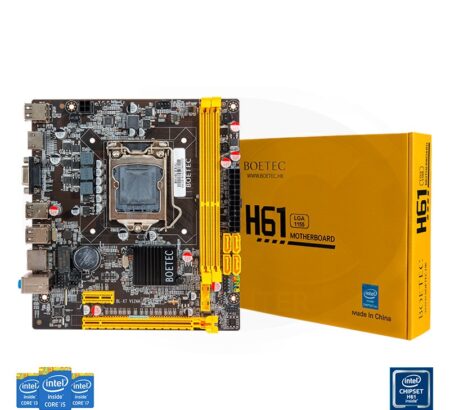 BOETEC
WWW.BOETEC.HK
H61
LGA
1155
MOTHERBOARD
intel
inside
Made In China
BOETEC
intel
inside
CORE i3
intel
inside
CORE i5
intel
inside
CORE i7
intel
CHIPSET
H61
inside